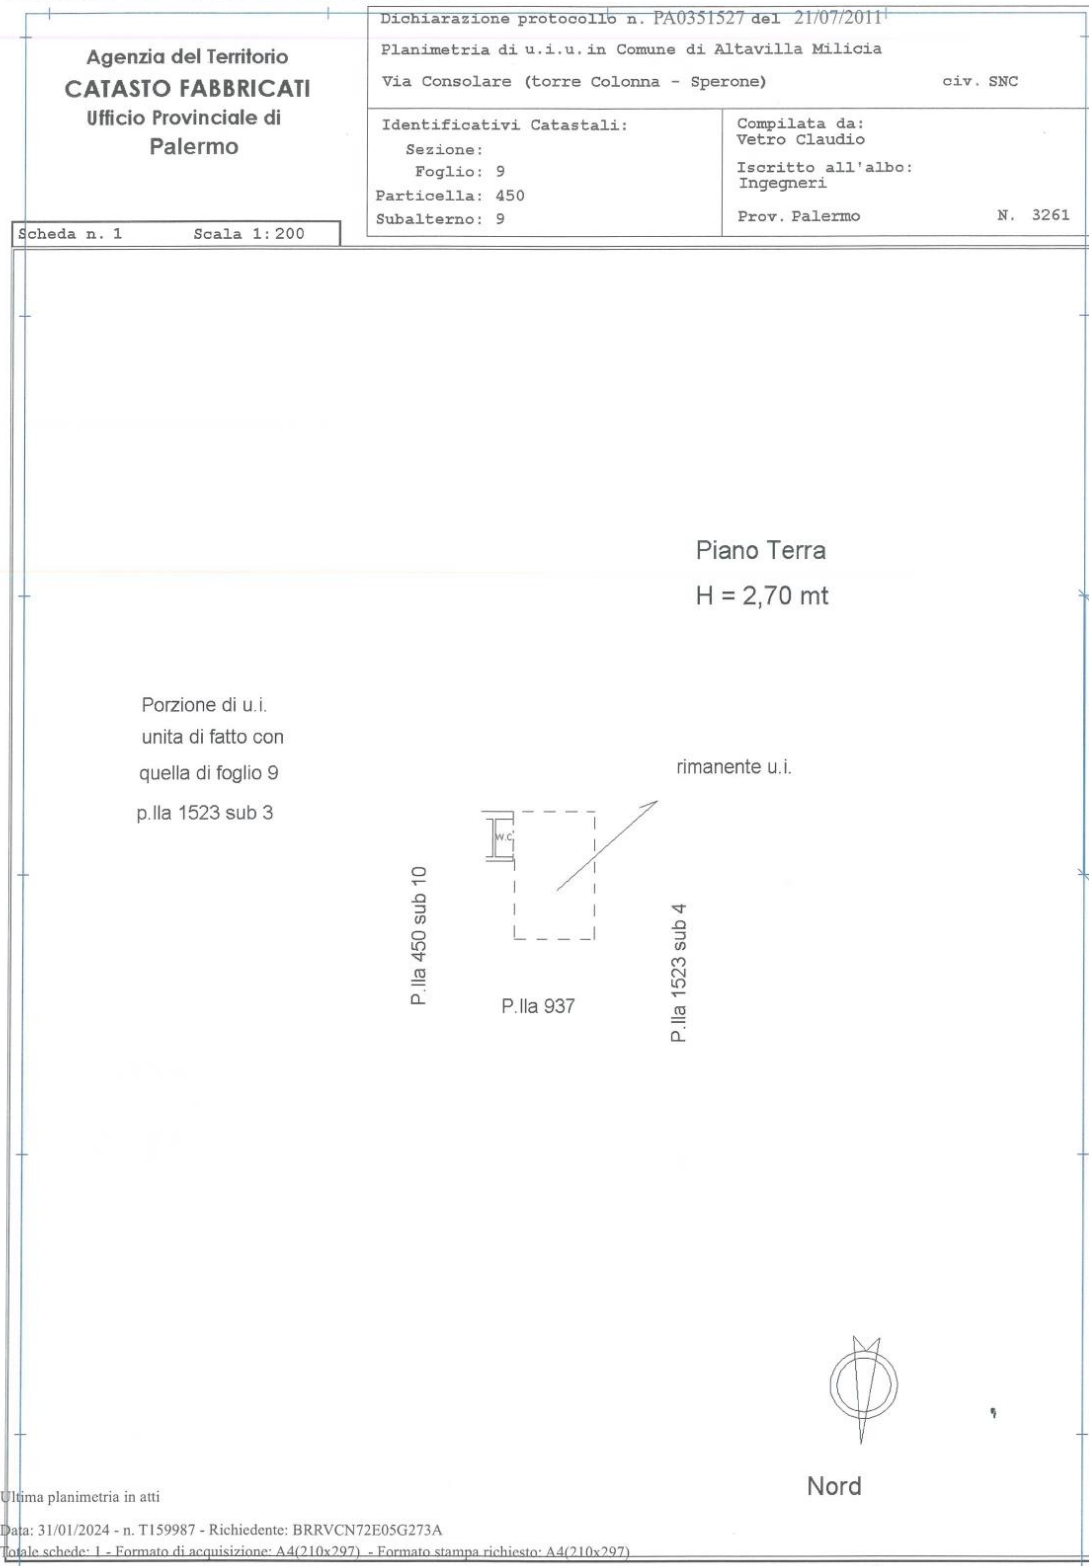 Agenzia del Territorio
CATASTO FABBRICATI
Ufficio Provinciale di
Palermo
Scheda n. 1 Scala 1:200
Dichiarazione protocollo n. PA0351527 del 21/07/2011
Planimetria di u.i.u. in Comune di Altavilla Milicia
Via Consolare (torre Colonna - Sperone) civ. SNC
Identificativi Catastali:
Sezione:
Foglio: 9
Particella: 450
Subalterno: 9
Compilata da:
Vetro Claudio
Iscritto all'albo:
Ingegneri
Prov. Palermo N. 3261
Piano Terra
H = 2,70 mt
Porzione di u.i.
unita di fatto con
quella di foglio 9
p.lla 1523 sub 3
rimanente u.i.
W.C.
P.lla 450 sub 10
P.lla 937
P.lla 1523 sub 4
Nord
Ultima planimetria in atti
Data: 31/01/2024 - n. T159987 - Richiedente: BRRVCN72E05G273A
Totale schede: 1 - Formato di acquisizione: A4(210x297) - Formato stampa richiesto: A4(210x297)